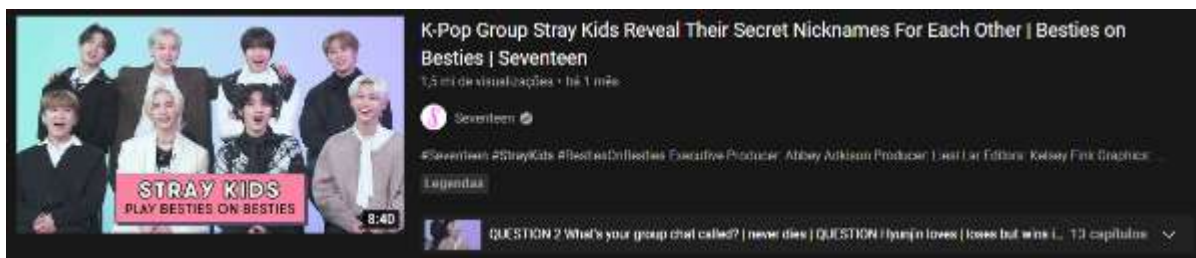 STRAY KIDS
PLAY BESTIES ON BESTIES
8:40
K-Pop Group Stray Kids Reveal Their Secret Nicknames For Each Other | Besties on
Besties | Seventeen
1,5 mi de visualizações • há 1 mês
Seventeen
#Seventeen #StrayKids #BestiesOnBesties Executive Producer: Abbey Adkison Producer: Editors: Kelsey Fink Graphics: ...
Legendas
QUESTION 2 What's your group chat called? | never dies | QUESTION Hyunjin loves | loses but wins i... 13 capítulos